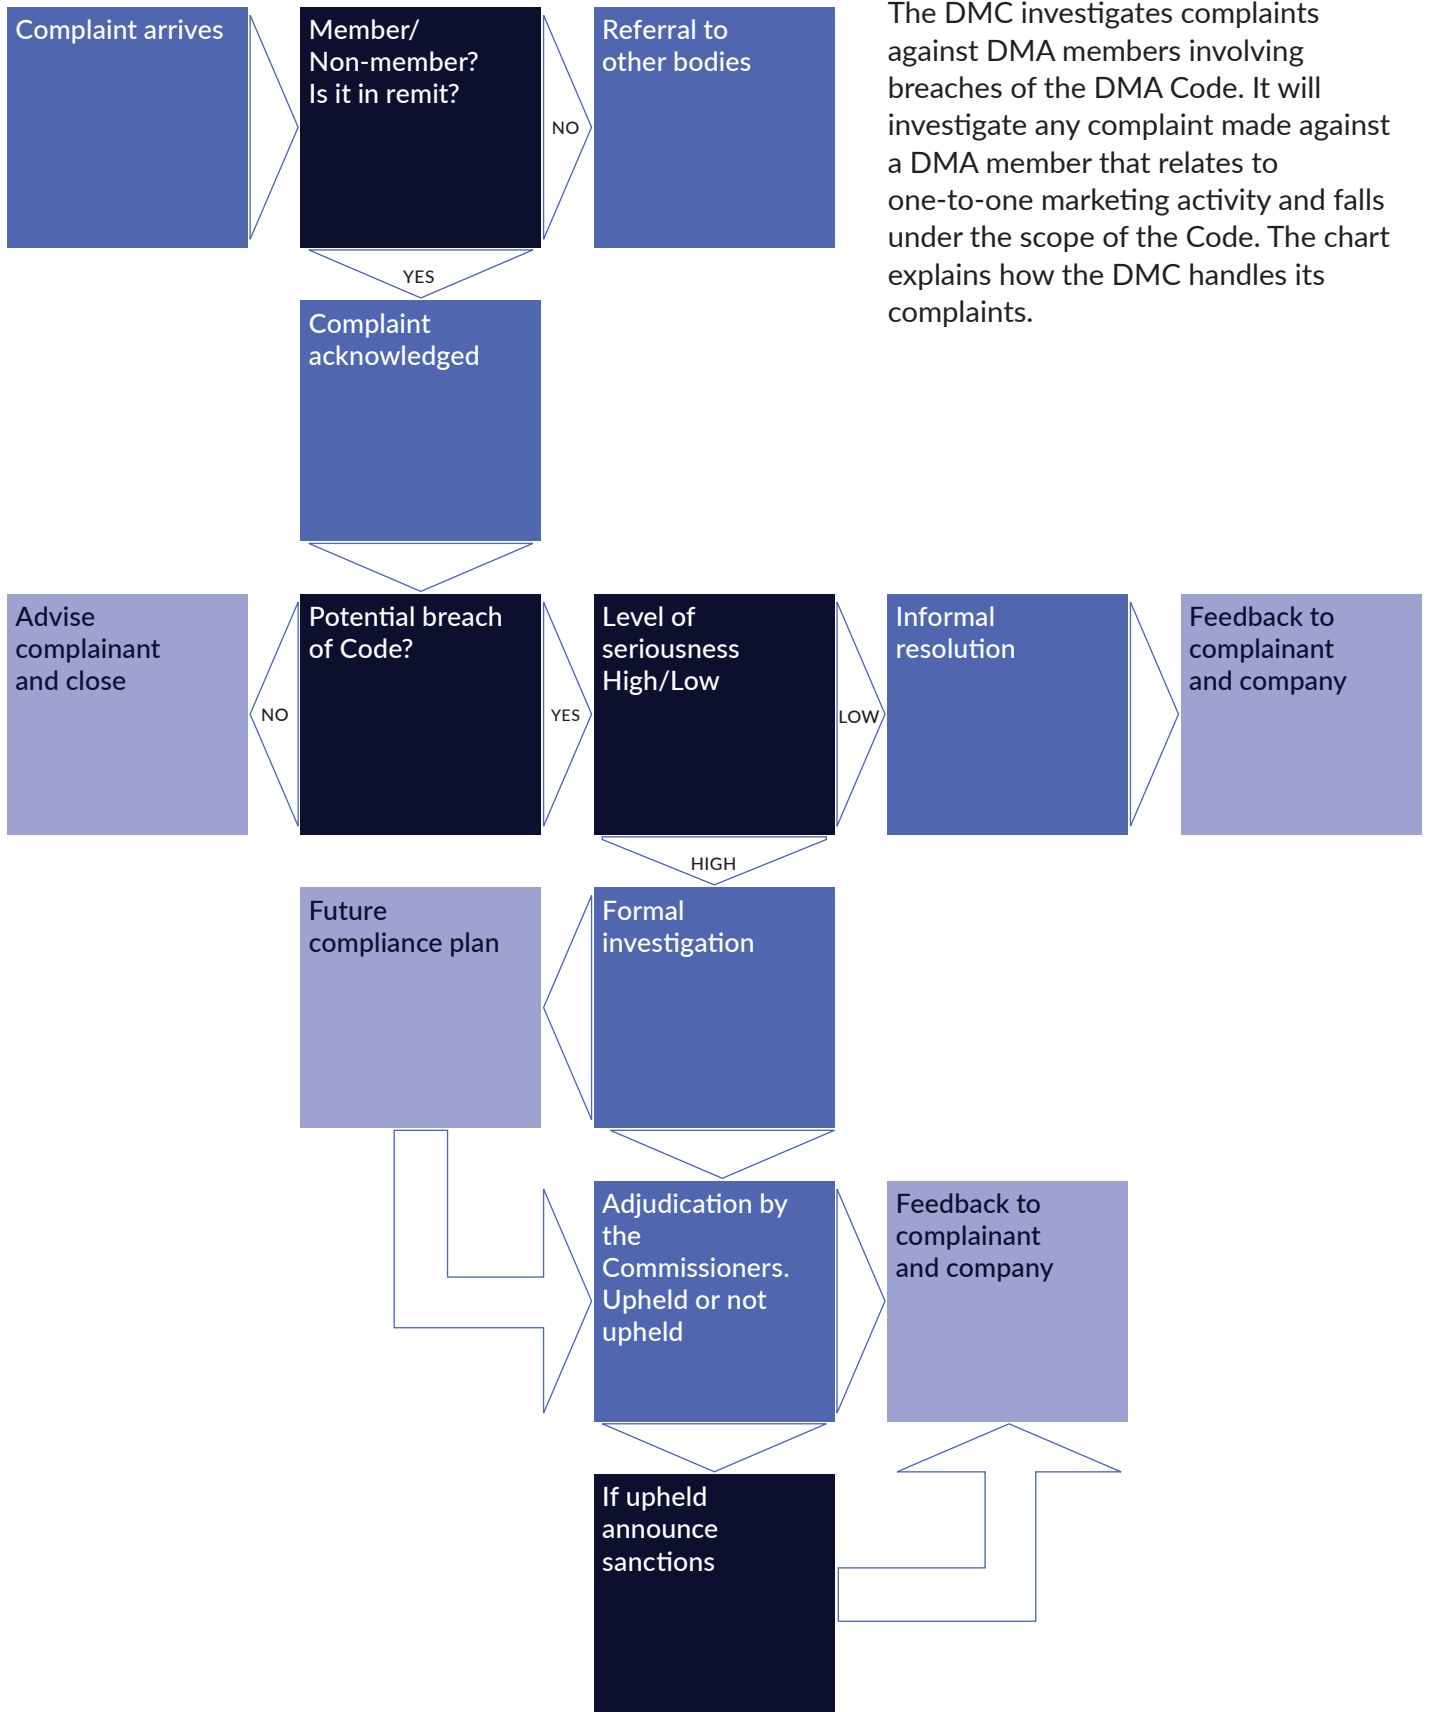 Complaint arrives
Member/
Non-member?
Is it in remit?
NO
Referral to
other bodies
The DMC investigates complaints
against DMA members involving
breaches of the DMA Code. It will
investigate any complaint made against
a DMA member that relates to
one-to-one marketing activity and falls
under the scope of the Code. The chart
explains how the DMC handles its
complaints.
YES
Complaint
acknowledged
Advise
complainant
and close
NO
Potential breach
of Code?
YES
Level of
seriousness
High/Low
LOW
Informal
resolution
Feedback to
complainant
and company
HIGH
Future
compliance plan
Formal
investigation
Adjudication by
the
Commissioners.
Upheld or not
upheld
Feedback to
complainant
and company
If upheld
announce
sanctions